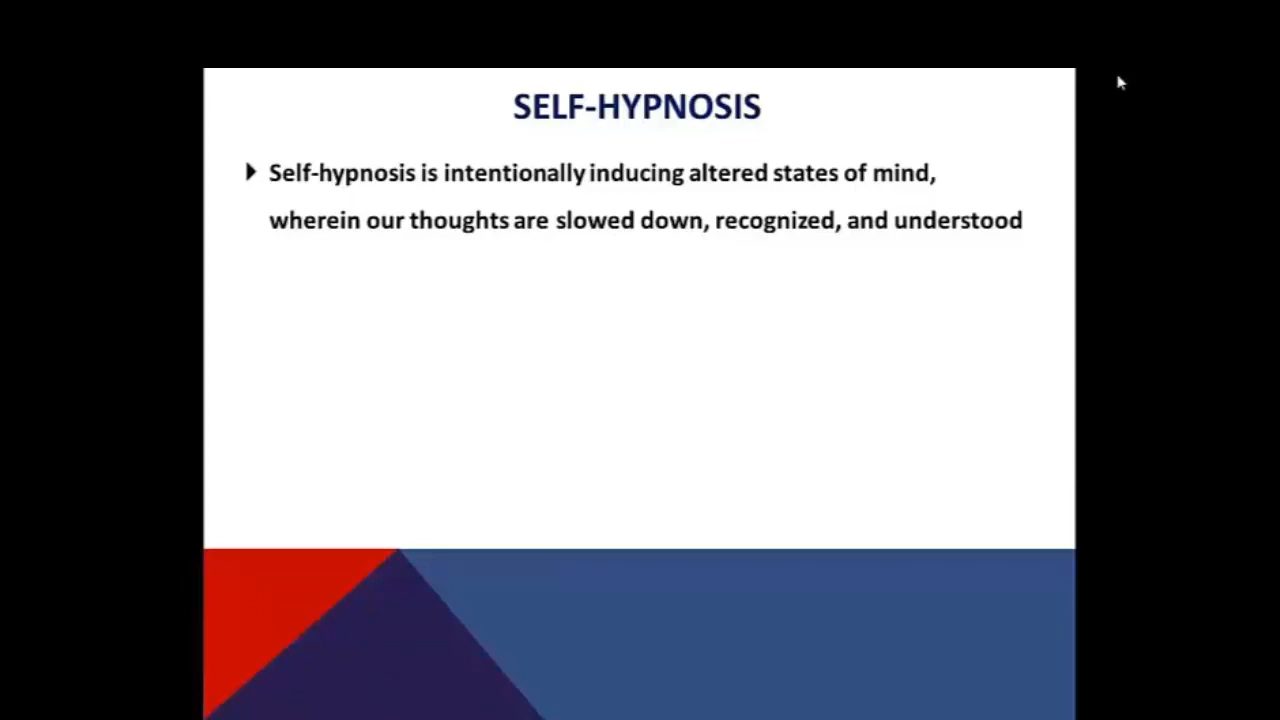 SELF-HYPNOSIS
Self-hypnosis is intentionally inducing altered states of mind,
wherein our thoughts are slowed down, recognized, and understood